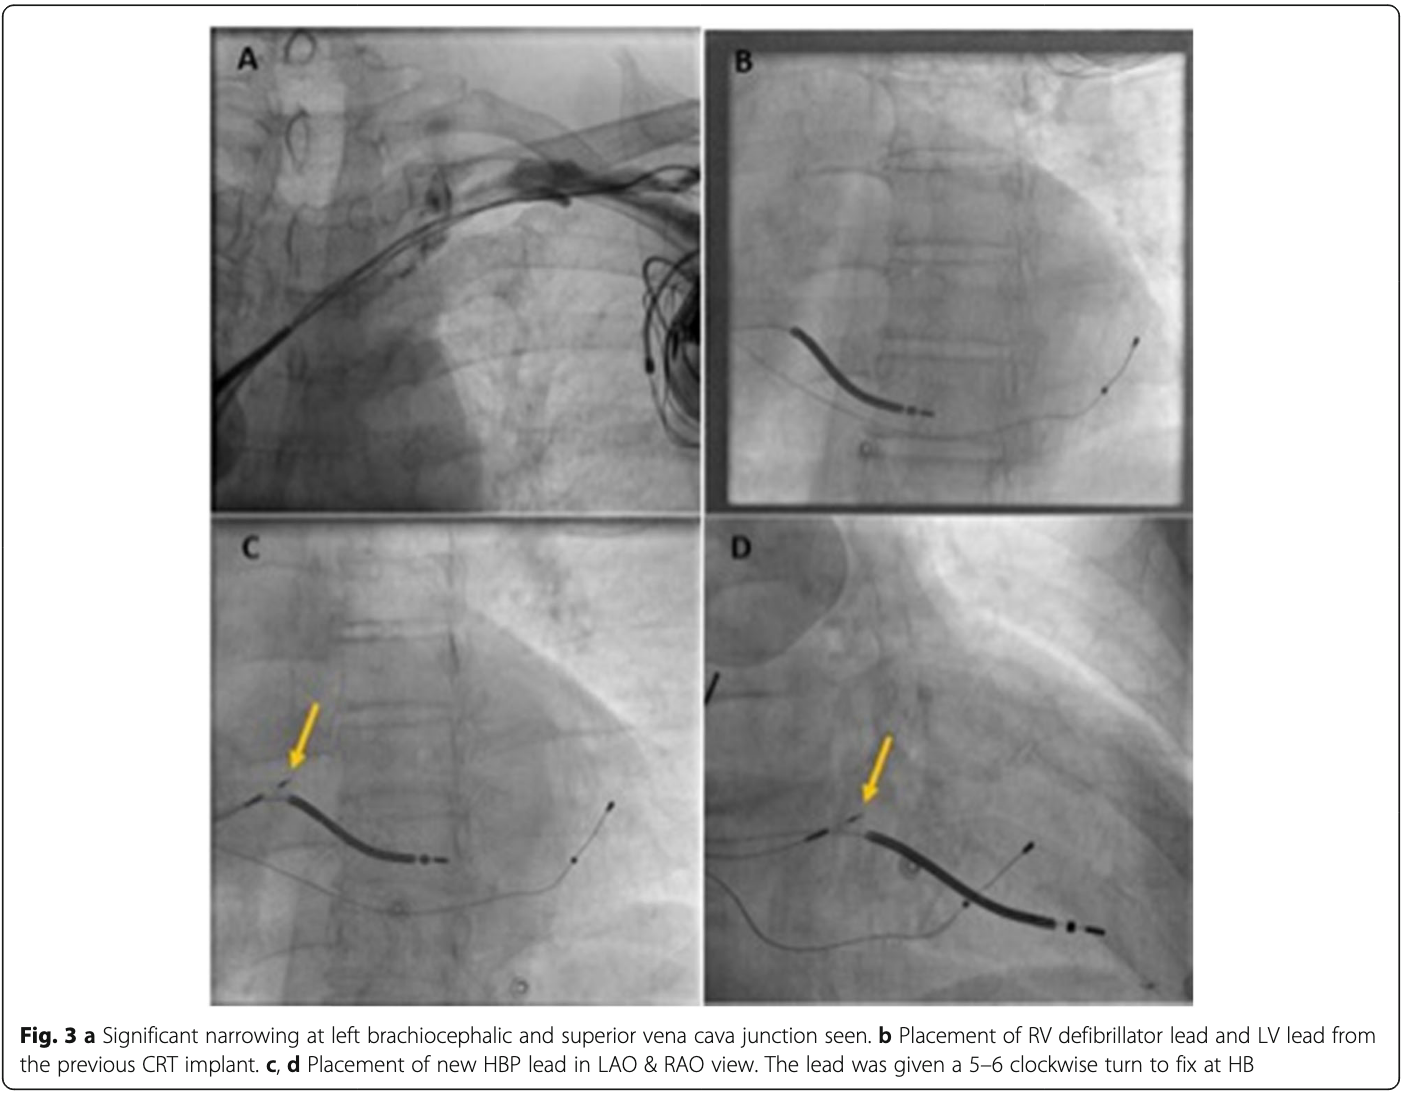 A
B
C
D
Fig. 3 a Significant narrowing at left brachiocephalic and superior vena cava junction seen. b Placement of RV defibrillator lead and LV lead from
the previous CRT implant. c, d Placement of new HBP lead in LAO & RAO view. The lead was given a 5–6 clockwise turn to fix at HB